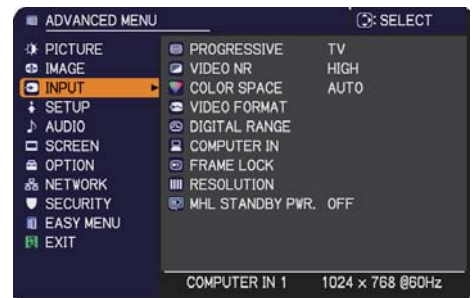 ADVANCED MENU : SELECT
PICTURE
IMAGE
INPUT
SETUP
AUDIO
SCREEN
OPTION
NETWORK
SECURITY
EASY MENU
EXIT
PROGRESSIVE TV
VIDEO NR HIGH
COLOR SPACE AUTO
VIDEO FORMAT
DIGITAL RANGE
COMPUTER IN
FRAME LOCK
RESOLUTION
MHL STANDBY PWR. OFF
COMPUTER IN 1 1024 × 768 @60Hz